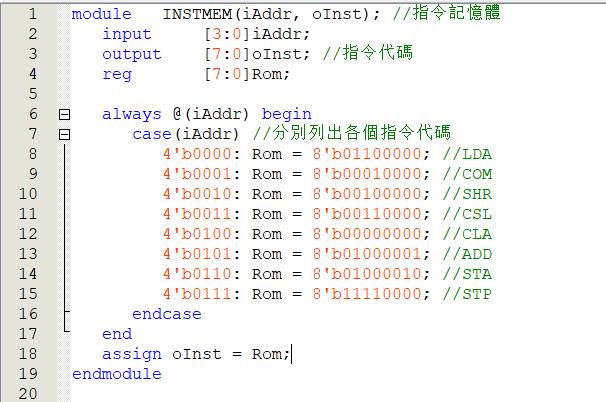 1 module   INSTMEM(iAddr, oInst); //指令記憶體
2    input     [3:0]iAddr;
3    output    [7:0]oInst; //指令代碼
4    reg       [7:0]Rom;
5
6    always @(iAddr) begin
7       case(iAddr) //分別列出各個指令代碼
8          4'b0000: Rom = 8'b01100000; //LDA
9          4'b0001: Rom = 8'b00010000; //COM
10          4'b0010: Rom = 8'b00100000; //SHR
11          4'b0011: Rom = 8'b00110000; //CSL
12          4'b0100: Rom = 8'b00000000; //CLA
13          4'b0101: Rom = 8'b01000001; //ADD
14          4'b0110: Rom = 8'b01000010; //STA
15          4'b0111: Rom = 8'b11110000; //STP
16       endcase
17    end
18    assign oInst = Rom;
19 endmodule
20